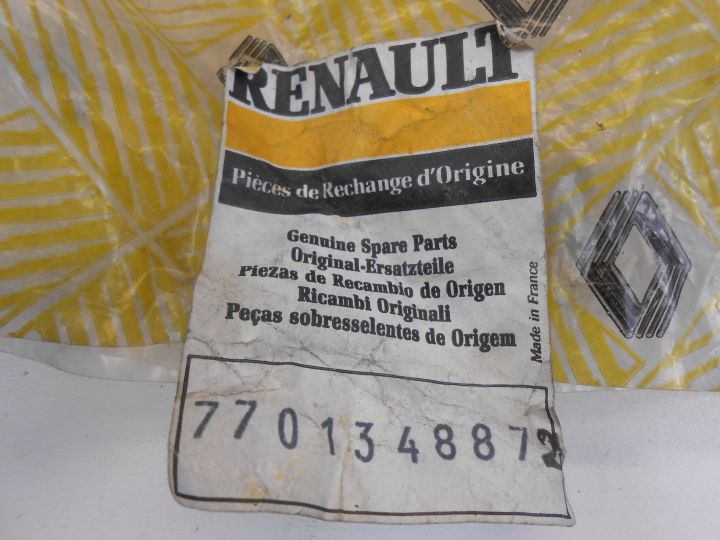 RENAULT
Pièces de Rechange d'Origine
Genuine Spare Parts
Original-Ersatzteile
Piezas de Recambio de Origen
Ricambi Originali
Peças sobresselentes de Origem
Made in France
7701348872